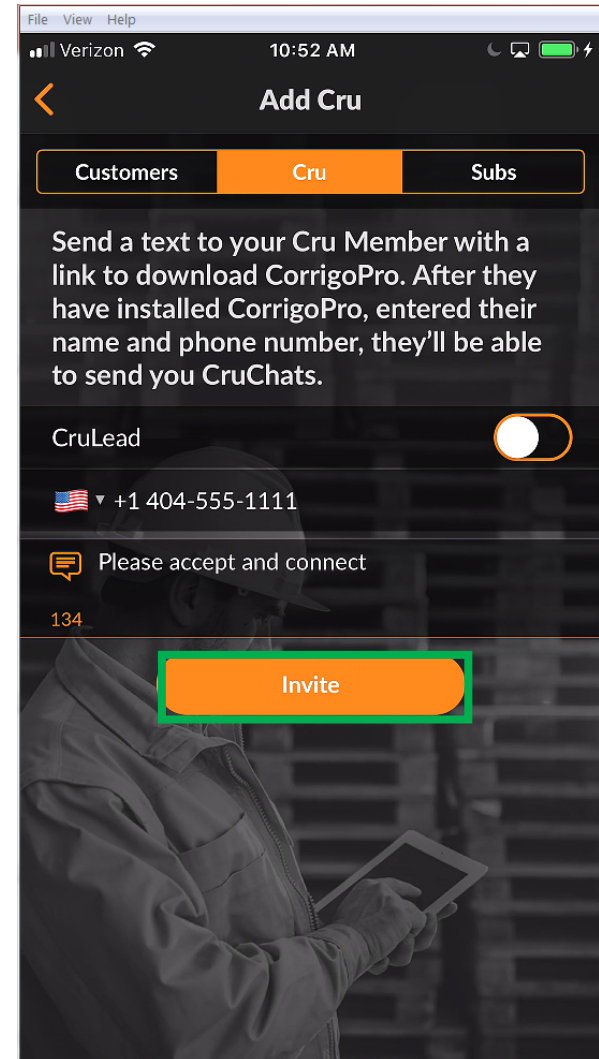 File View Help
Verizon 10:52 AM
Add Cru
Customers Cru Subs
Send a text to your Cru Member with a
link to download CorrigoPro. After they
have installed CorrigoPro, entered their
name and phone number, they’ll be able
to send you CruChats.
CruLead
+1 404-555-1111
Please accept and connect
134
Invite